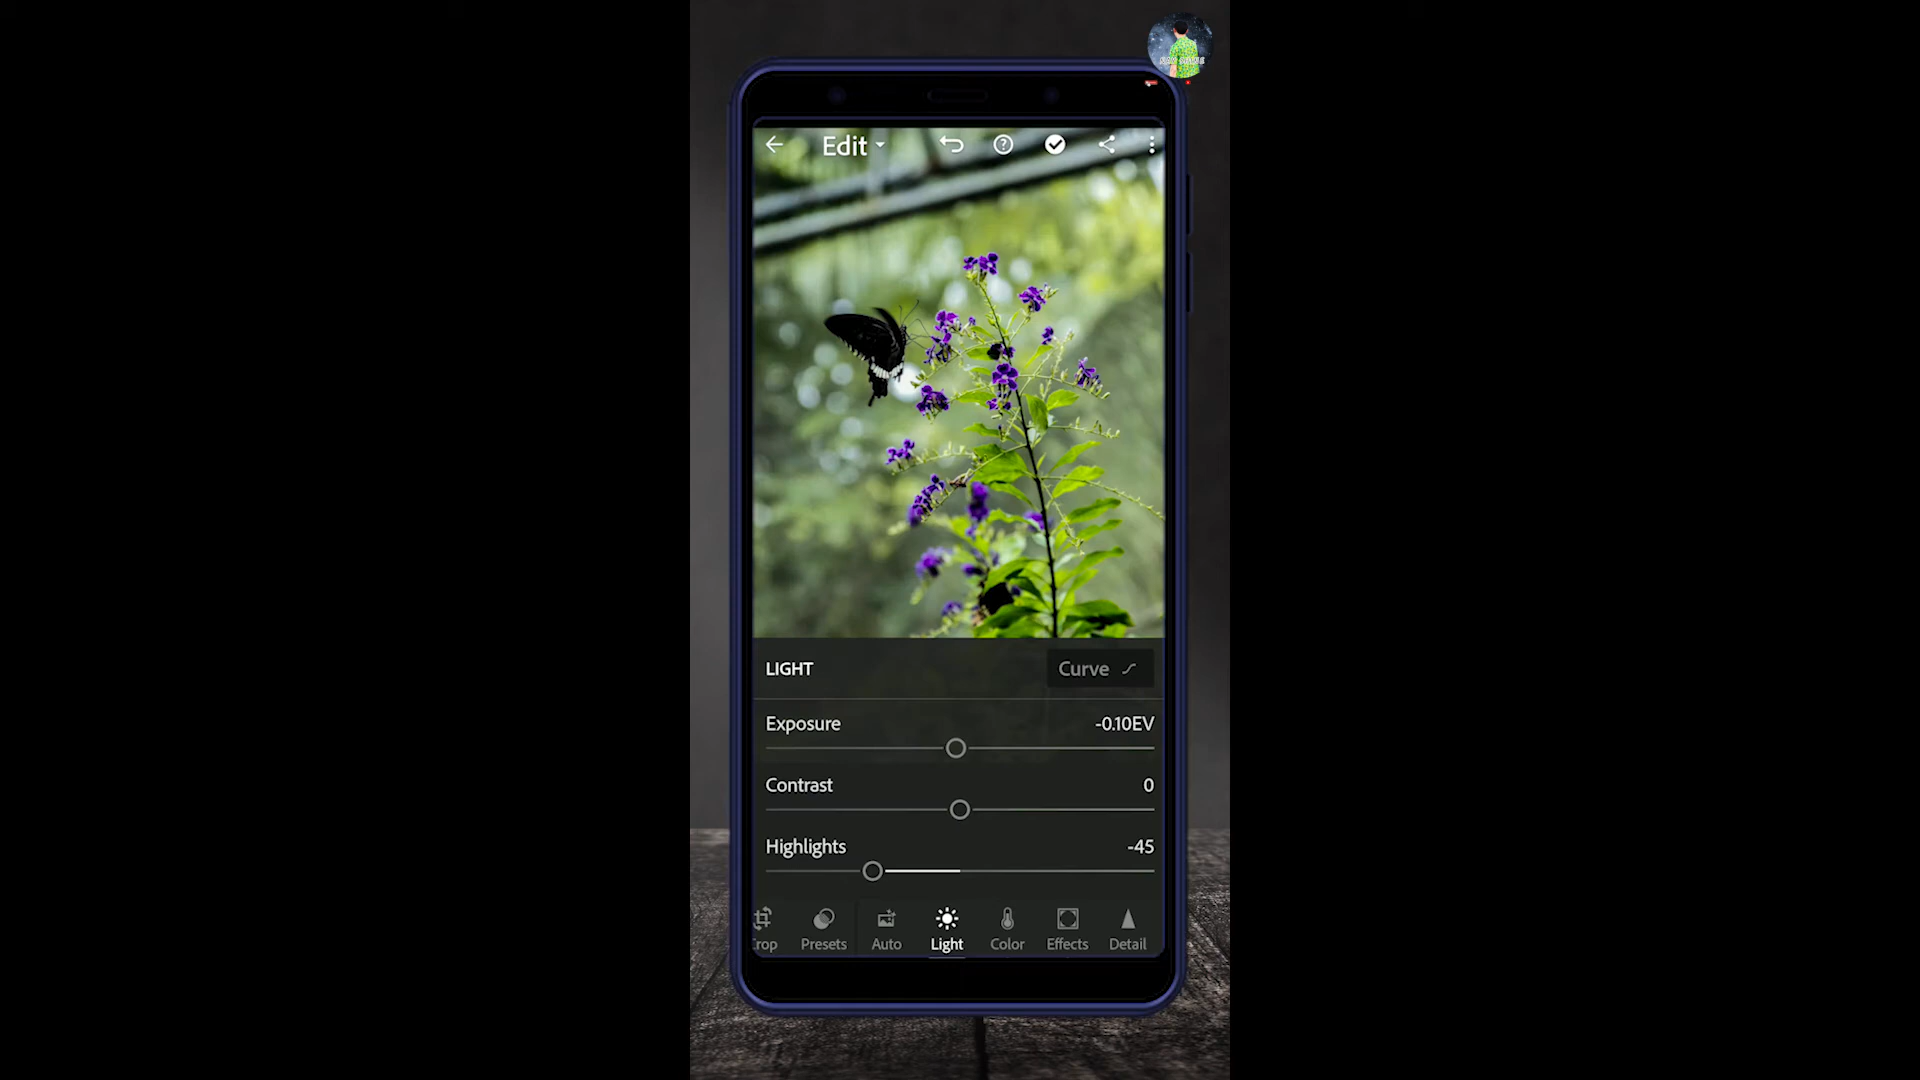 Edit
LIGHT
Curve
Exposure
-0.10EV
Contrast
0
Highlights
-45
rop
Presets
Auto
Light
Color
Effects
Detail